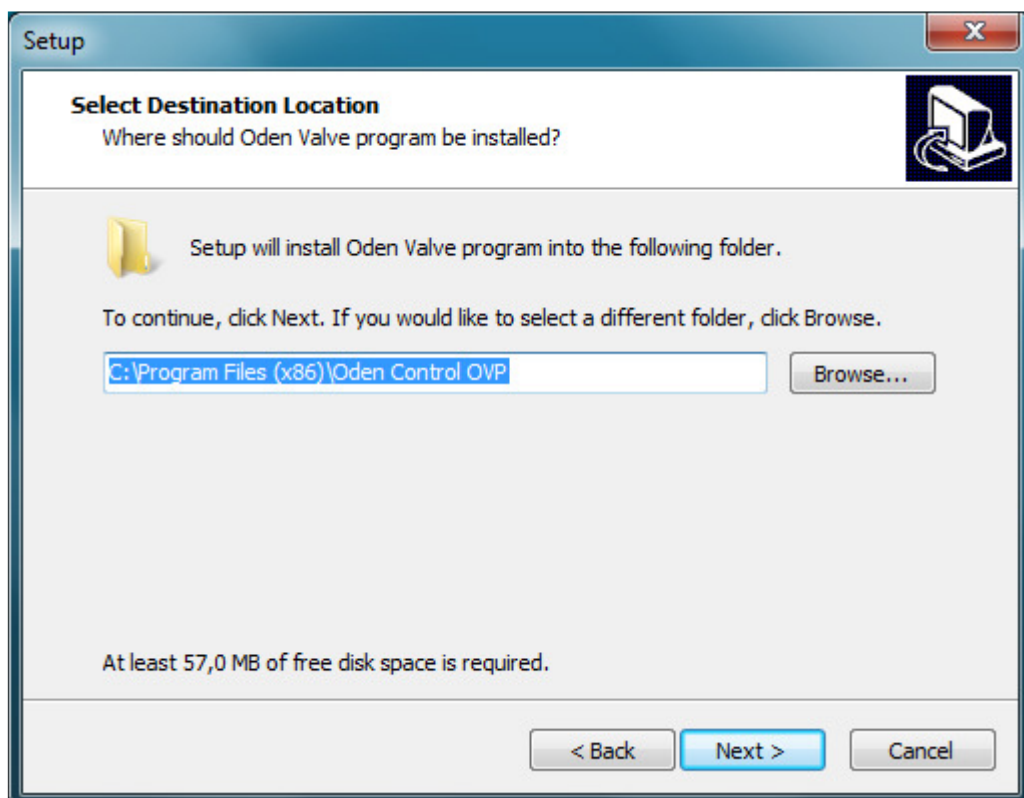 Setup
Select Destination Location
Where should Oden Valve program be installed?
Setup will install Oden Valve program into the following folder.
To continue, click Next. If you would like to select a different folder, click Browse.
C:\Program Files (x86)\Oden Control OVP
Browse...
At least 57,0 MB of free disk space is required.
< Back
Next >
Cancel